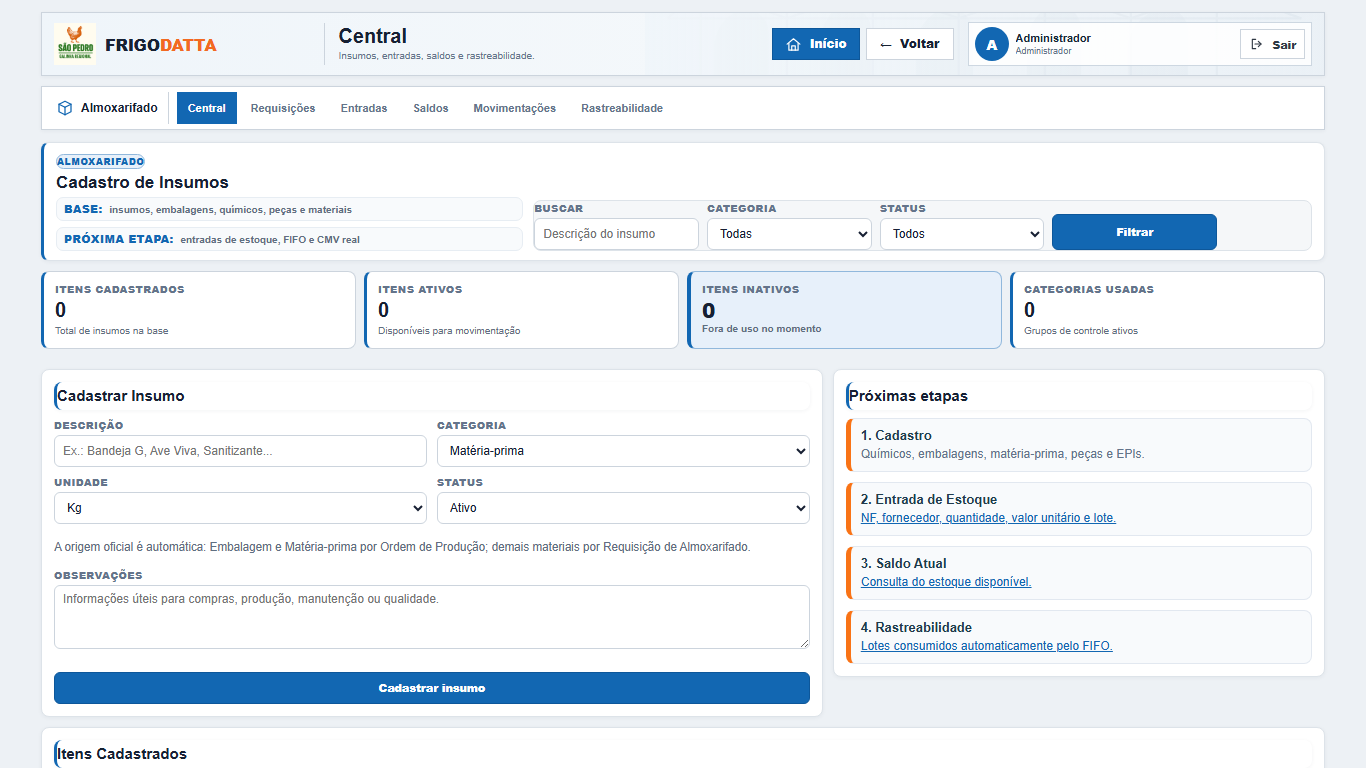 SÃO PEDRO
FRIGODATTA
Central
Insumos, entradas, saldos e rastreabilidade.
Início
← Voltar
A
Administrador
Administrador
Sair
Almoxarifado
Central
Requisições
Entradas
Saldos
Movimentações
Rastreabilidade
ALMOXARIFADO
Cadastro de Insumos
BASE: insumos, embalagens, químicos, peças e materiais
PRÓXIMA ETAPA: entradas de estoque, FIFO e CMV real
BUSCAR
Descrição do insumo
CATEGORIA
Todas
STATUS
Todos
Filtrar
ITENS CADASTRADOS
0
Total de insumos na base
ITENS ATIVOS
0
Disponíveis para movimentação
ITENS INATIVOS
0
Fora de uso no momento
CATEGORIAS USADAS
0
Grupos de controle ativos
Cadastrar Insumo
DESCRIÇÃO
Ex.: Bandeja G, Ave Viva, Sanitizante...
CATEGORIA
Matéria-prima
UNIDADE
Kg
STATUS
Ativo
A origem oficial é automática: Embalagem e Matéria-prima por Ordem de Produção; demais materiais por Requisição de Almoxarifado.
OBSERVAÇÕES
Informações úteis para compras, produção, manutenção ou qualidade.
Cadastrar insumo
Próximas etapas
1. Cadastro
Químicos, embalagens, matéria-prima, peças e EPIs.
2. Entrada de Estoque
NF, fornecedor, quantidade, valor unitário e lote.
3. Saldo Atual
Consulta do estoque disponível.
4. Rastreabilidade
Lotes consumidos automaticamente pelo FIFO.
Itens Cadastrados